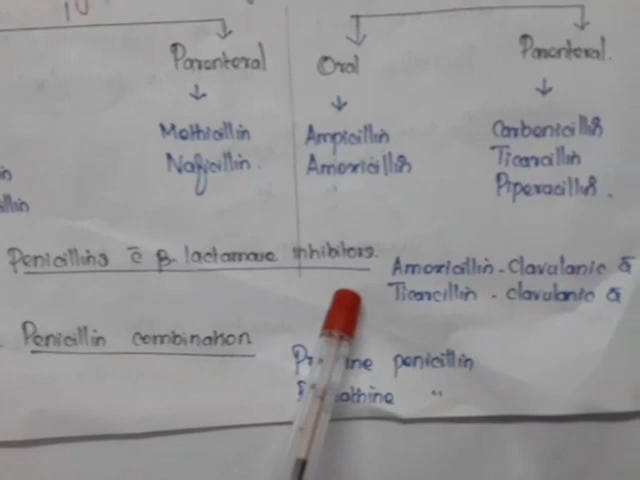 Parenteral
Oral
Parenteral.
Methicillin
Nafcillin.
Ampicillin
Amoxicillin
Carbenicillin
Ticarcillin
Piperacillin.
Penicillins c̄ β-lactamase inhibitors.
Amoxicillin-Clavulanic
Ticarcillin - clavulanic
Penicillin combination
penicillin
"